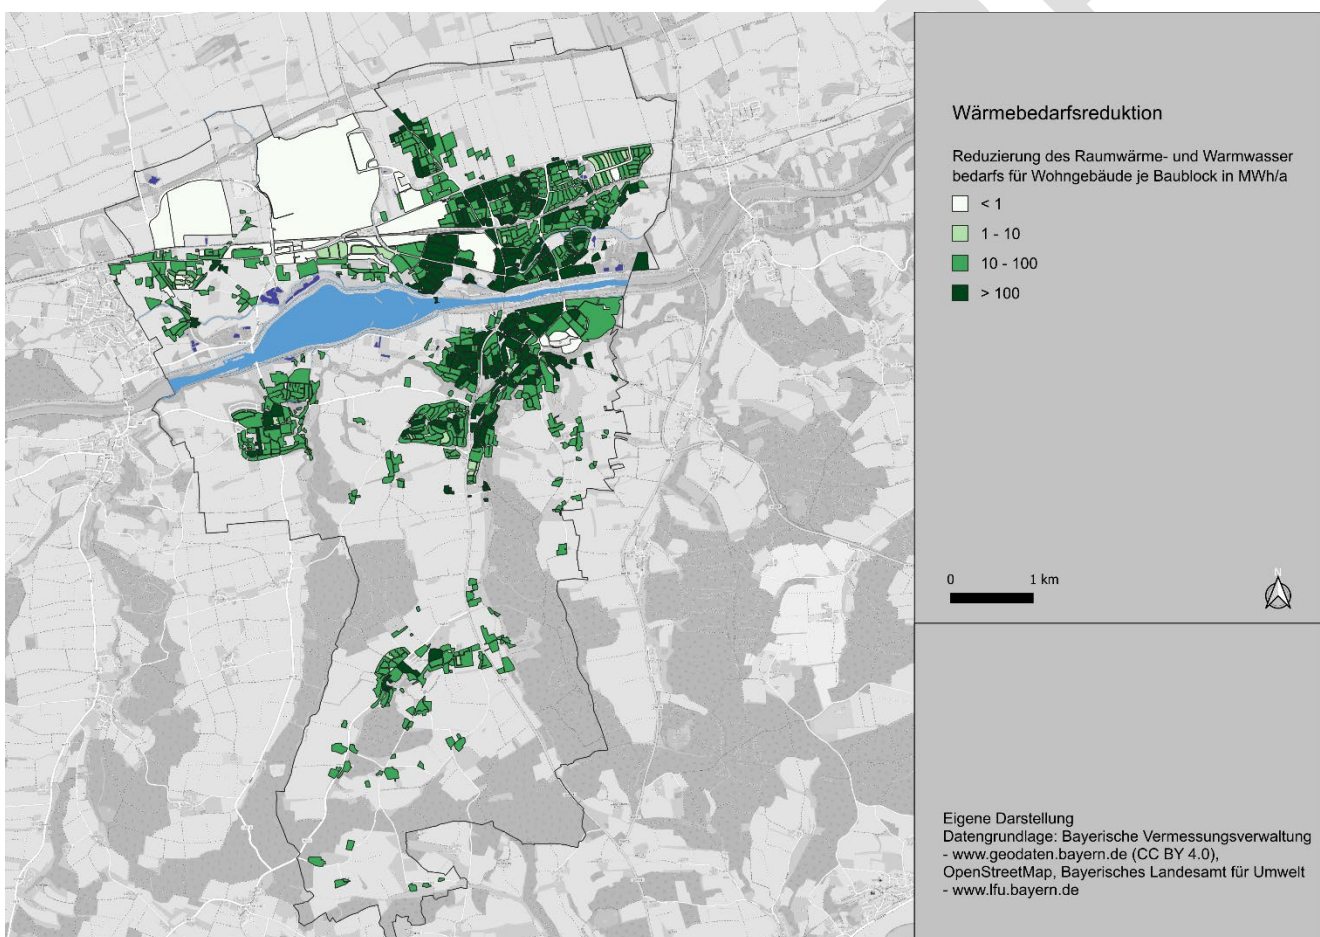 Wärmebedarfsreduktion
Reduzierung des Raumwärme- und Warmwasser
bedarfs für Wohngebäude je Baublock in MWh/a
< 1
1 - 10
10 - 100
> 100
0 1 km
N
Eigene Darstellung
Datengrundlage: Bayerische Vermessungsverwaltung
- www.geodaten.bayern.de (CC BY 4.0),
OpenStreetMap, Bayerisches Landesamt für Umwelt
- www.lfu.bayern.de